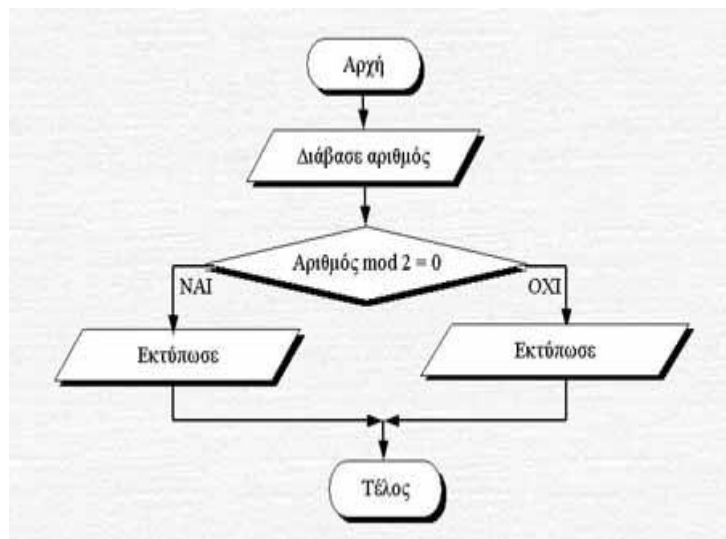 Αρχή
Διάβασε αριθμός
Αριθμός mod 2 = 0
ΝΑΙ
ΟΧΙ
Εκτύπωσε
Εκτύπωσε
Τέλος